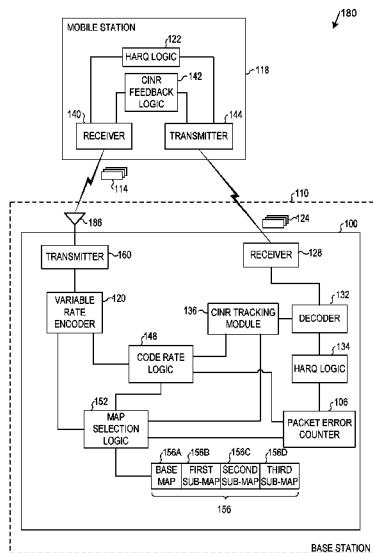 180
MOBILE STATION
122
HARQ LOGIC
142
CINR
FEEDBACK
LOGIC
118
140
RECEIVER
144
TRANSMITTER
114
110
124
186
100
TRANSMITTER
160
RECEIVER
128
VARIABLE
RATE
ENCODER
120
136
CINR TRACKING
MODULE
132
DECODER
148
CODE RATE
LOGIC
134
HARQ LOGIC
152
MAP
SELECTION
LOGIC
106
PACKET ERROR
COUNTER
156A 156B 156C 156D
BASE MAP
FIRST SUB-MAP
SECOND SUB-MAP
THIRD SUB-MAP
156
BASE STATION